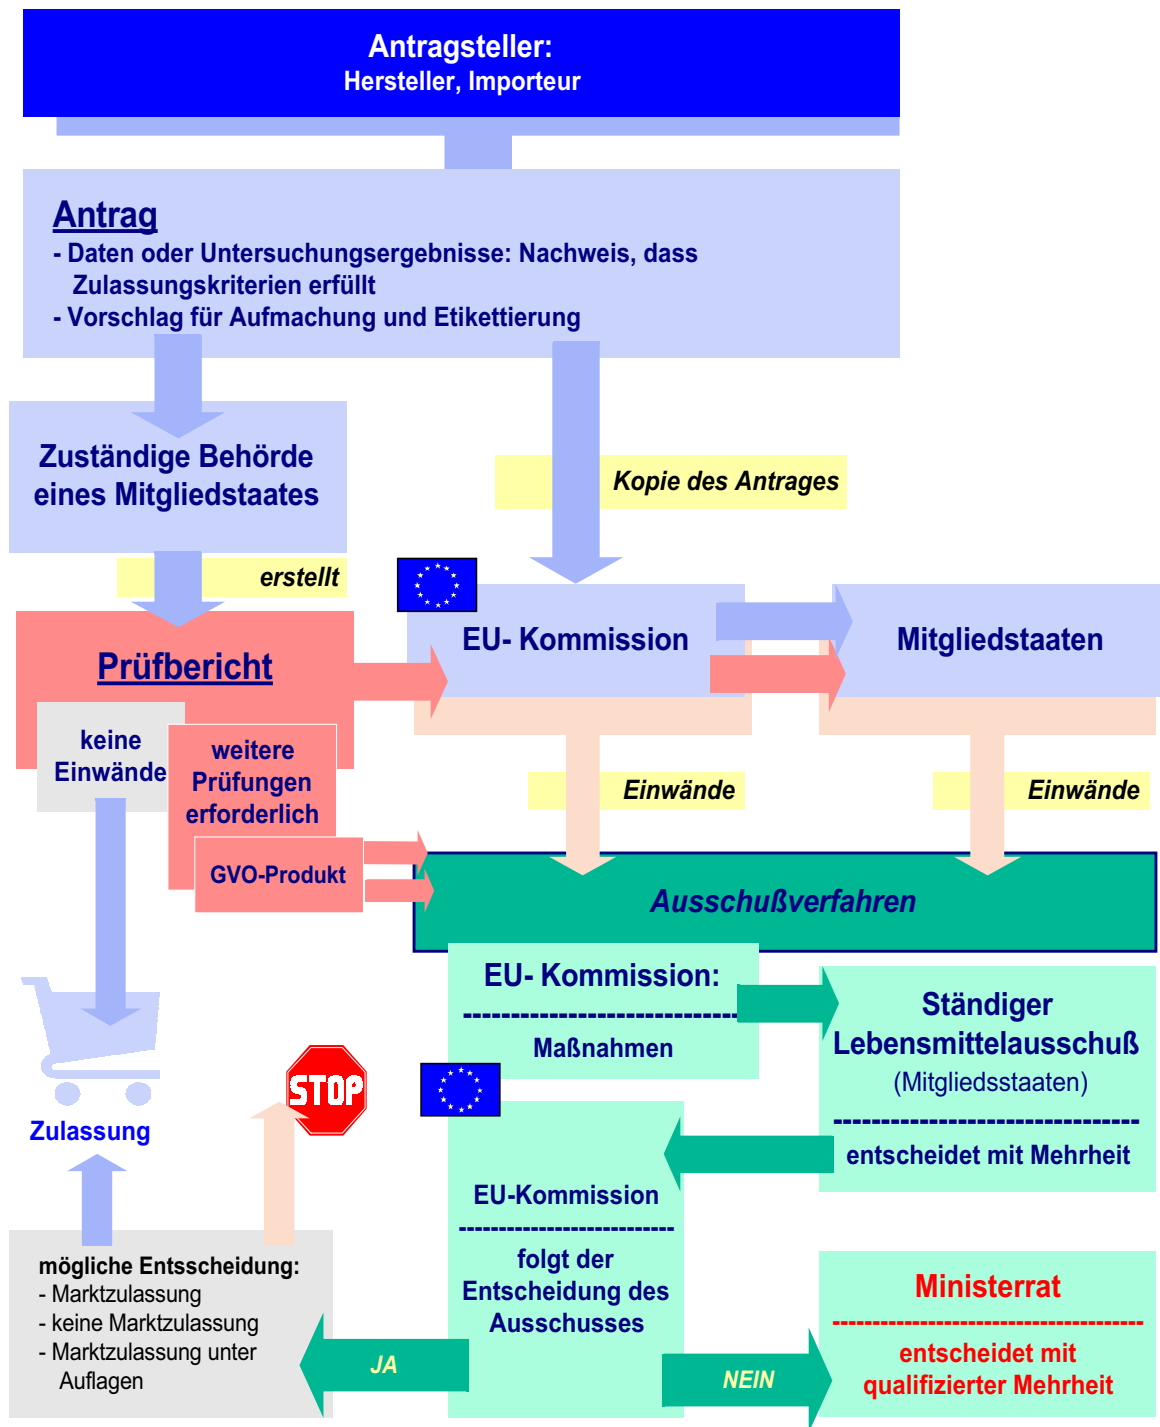 Antragsteller:
Hersteller, Importeur
Antrag
- Daten oder Untersuchungsergebnisse: Nachweis, dass
Zulassungskriterien erfüllt
- Vorschlag für Aufmachung und Etikettierung
Zuständige Behörde
eines Mitgliedstaates
Kopie des Antrages
erstellt
Prüfbericht
EU- Kommission
Mitgliedstaaten
keine
Einwände
weitere
Prüfungen
erforderlich
GVO-Produkt
Einwände
Einwände
Ausschußverfahren
EU- Kommission:
-----------------------------
Maßnahmen
Ständiger
Lebensmittelausschuß
(Mitgliedsstaaten)
--------------------------------
entscheidet mit Mehrheit
STOP
Zulassung
EU-Kommission
---------------------------
folgt der
Entscheidung des
Ausschusses
mögliche Entsscheidung:
- Marktzulassung
- keine Marktzulassung
- Marktzulassung unter
Auflagen
JA
NEIN
Ministerrat
---------------------------------------
entscheidet mit
qualifizierter Mehrheit